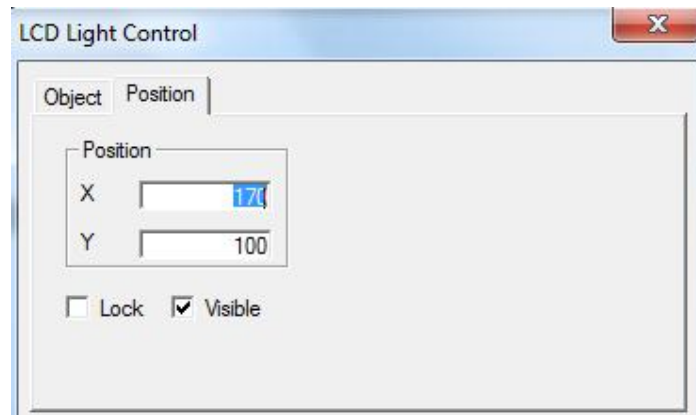 LCD Light Control
Object Position
Position
X 170
Y 100
Lock Visible